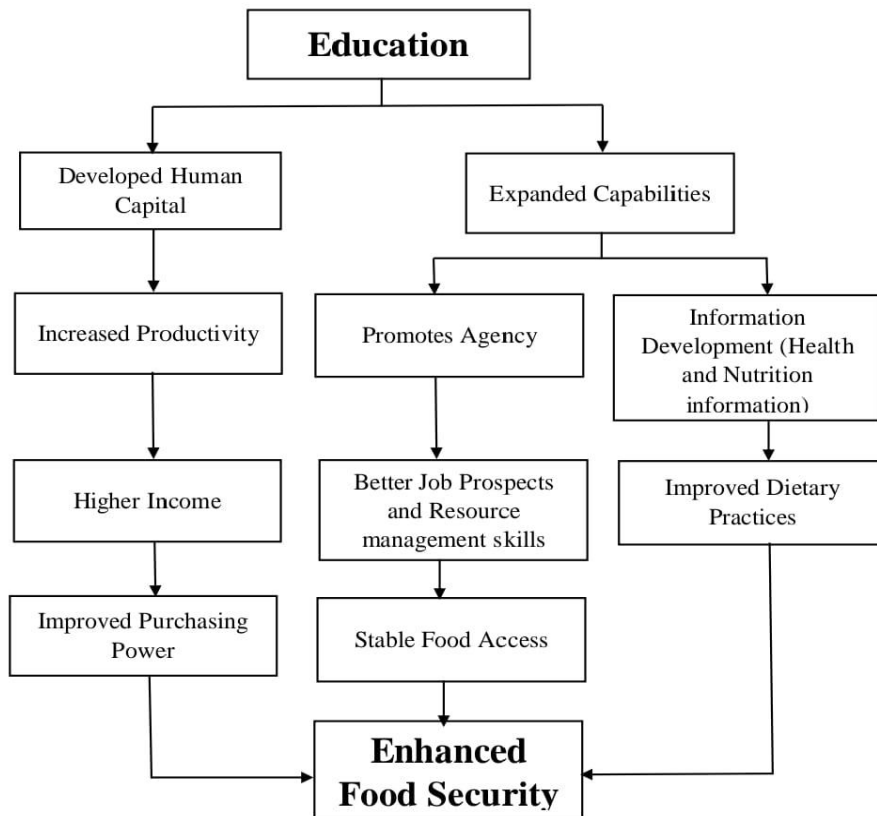 Education
Developed Human
Capital
Expanded Capabilities
Increased Productivity
Promotes Agency
Information
Development (Health
and Nutrition
information)
Higher Income
Better Job Prospects
and Resource
management skills
Improved Dietary
Practices
Improved Purchasing
Power
Stable Food Access
Enhanced
Food Security